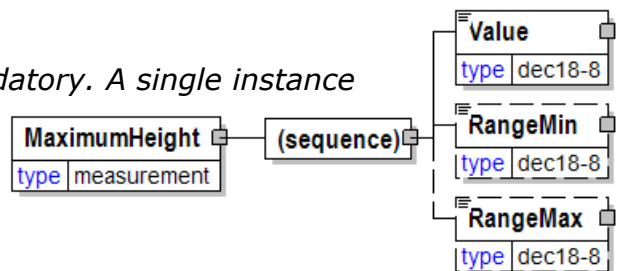 Value
type dec18-8
datory. A single instance
MaximumHeight
type measurement
(sequence)
RangeMin
type dec18-8
RangeMax
type dec18-8